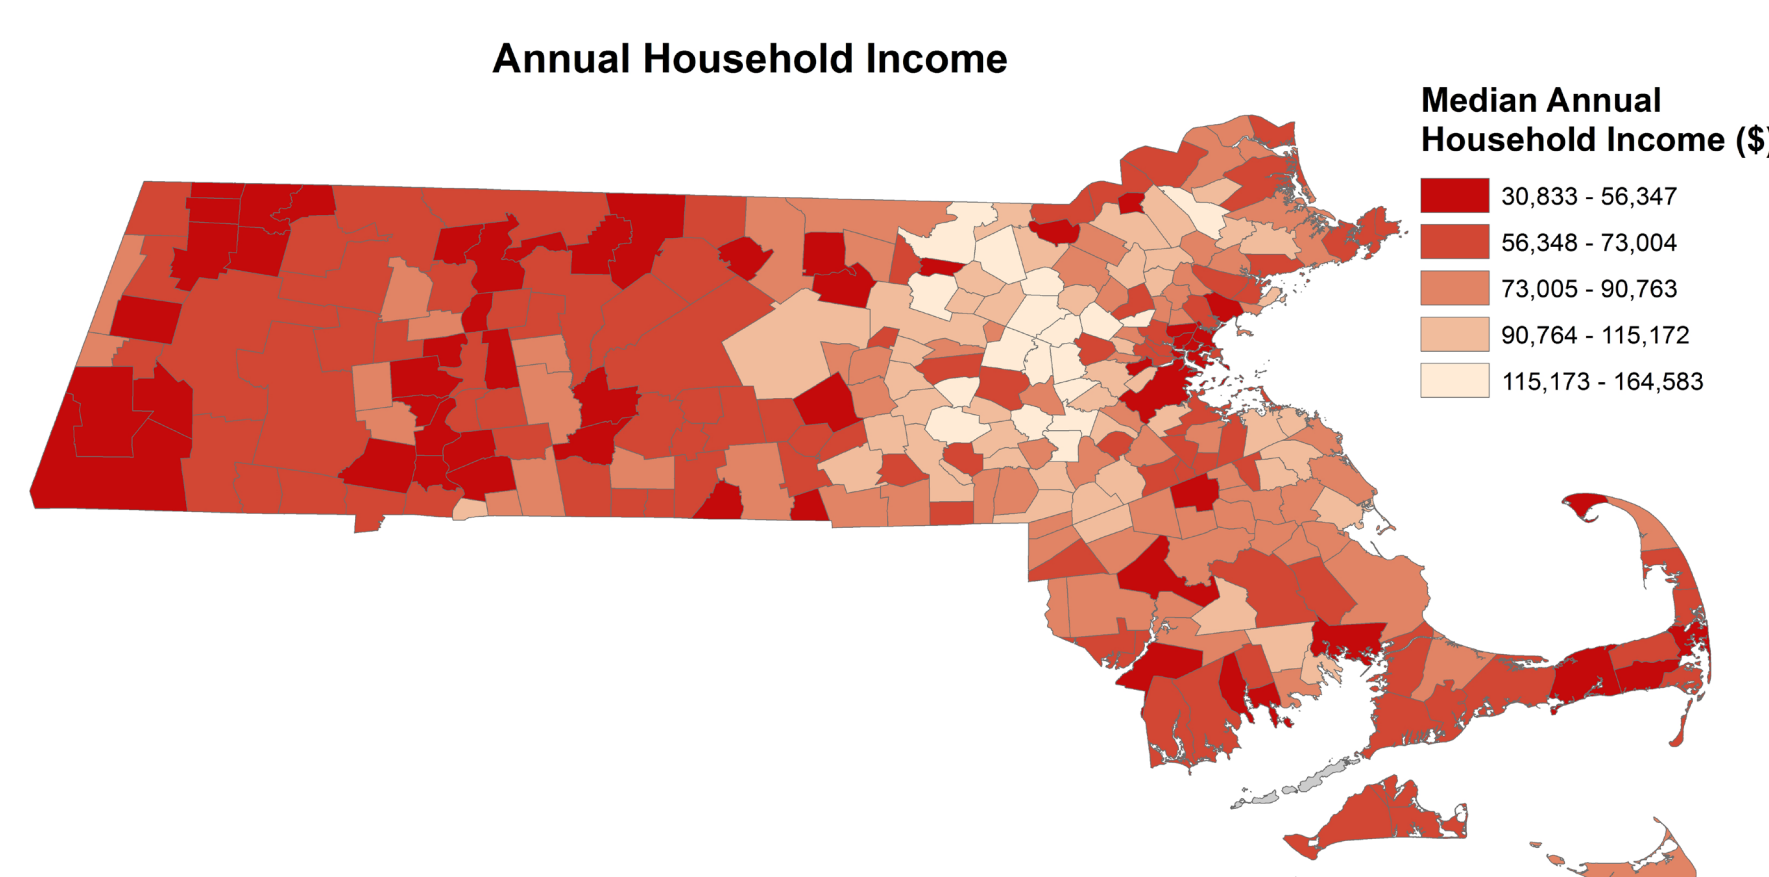 Annual Household Income
Median Annual
Household Income ($)
30,833 - 56,347
56,348 - 73,004
73,005 - 90,763
90,764 - 115,172
115,173 - 164,583